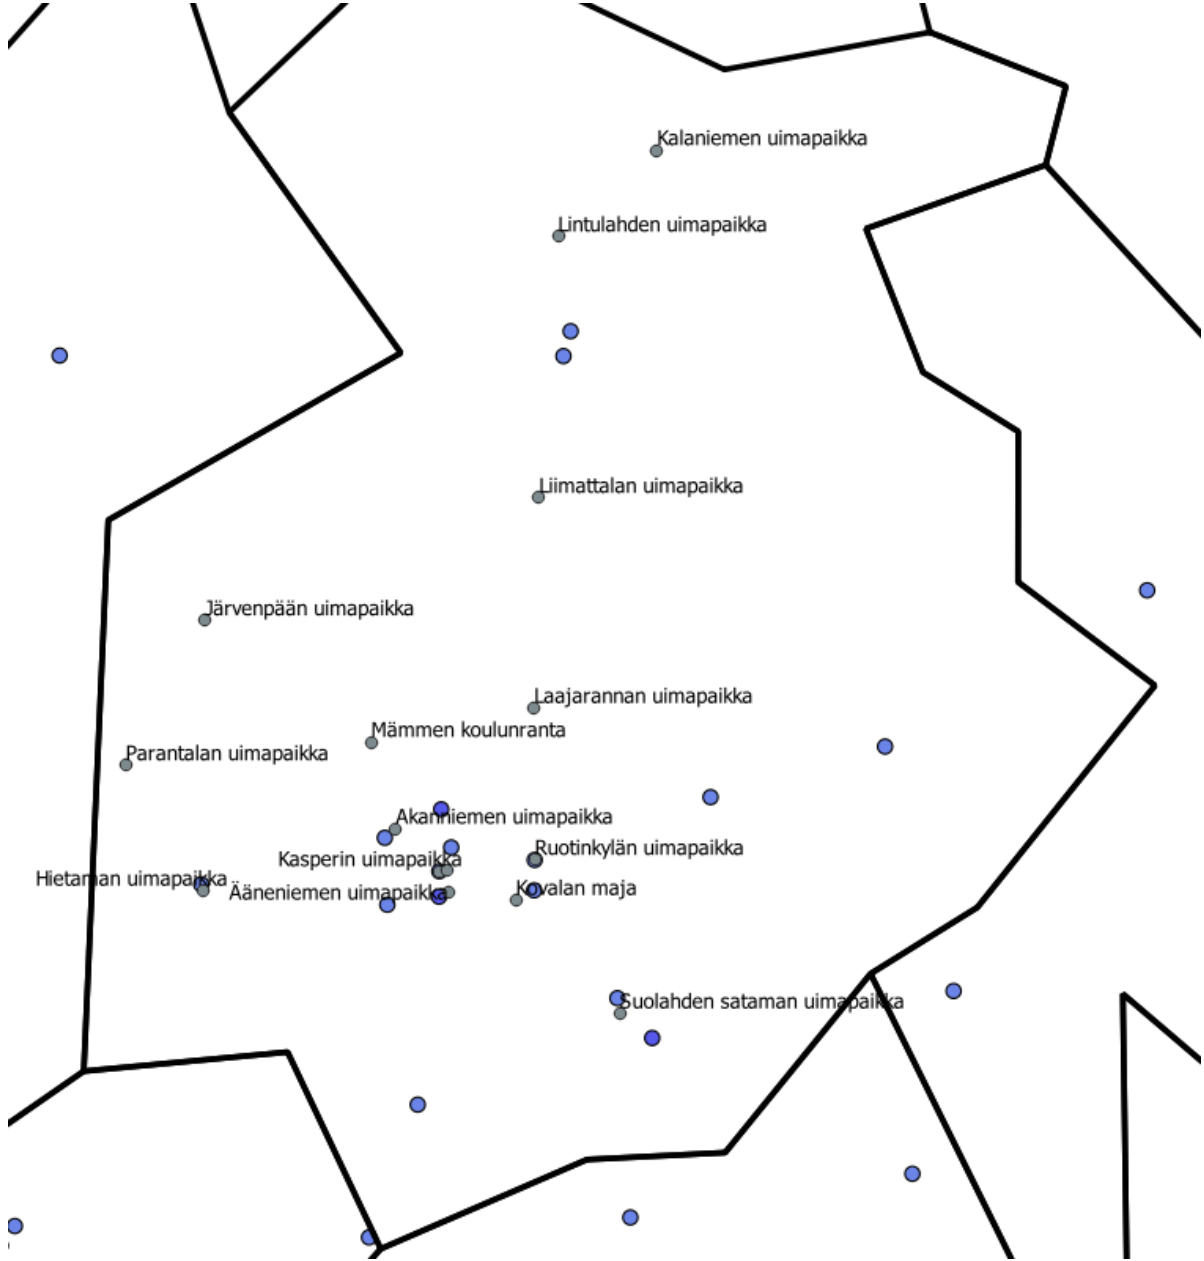 Kalaniemen uimapaikka
Lintulahden uimapaikka
Liimattalan uimapaikka
Järvenpään uimapaikka
Laajarannan uimapaikka
Mämmen koulunranta
Parantalan uimapaikka
Akanniemen uimapaikka
Ruotinkylän uimapaikka
Kasperin uimapaikka
Hietaman uimapaikka
Ääneniemen uimapaikka
Kovalan maja
Suolahden sataman uimapaikka